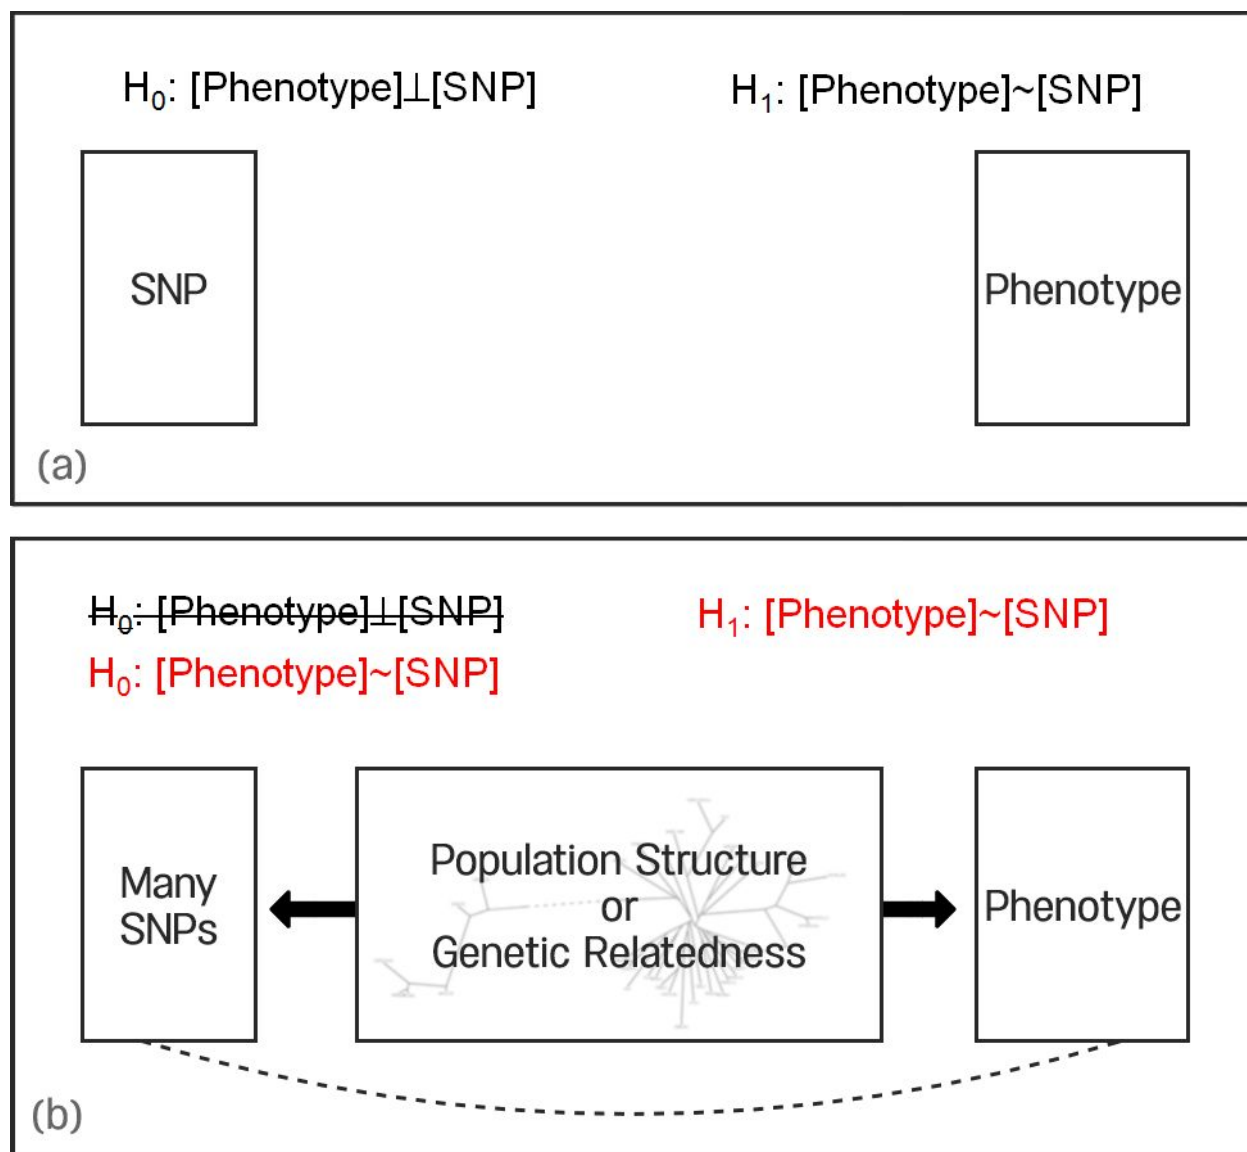 H₀: [Phenotype]⊥[SNP]
H₁: [Phenotype]~[SNP]
SNP
Phenotype
(a)
H₀: [Phenotype]⊥[SNP]
H₁: [Phenotype]~[SNP]
H₀: [Phenotype]~[SNP]
Many
SNPs
Population Structure
or
Genetic Relatedness
Phenotype
(b)